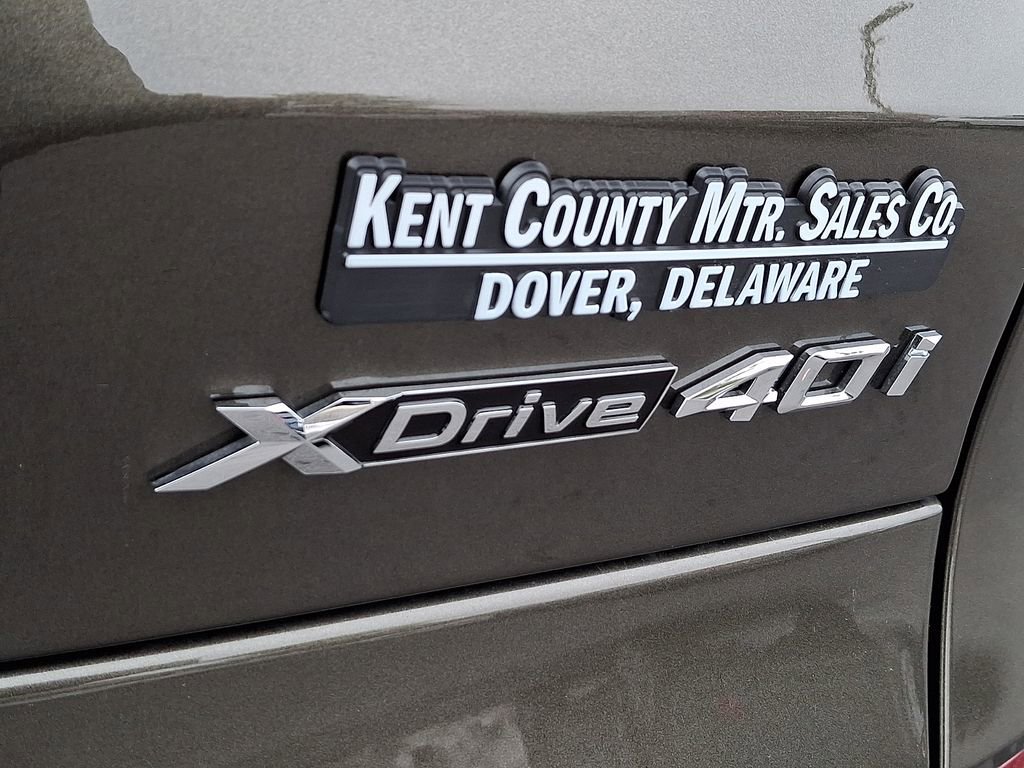 KENT COUNTY MTR. SALES CO.
DOVER, DELAWARE
xDrive40i